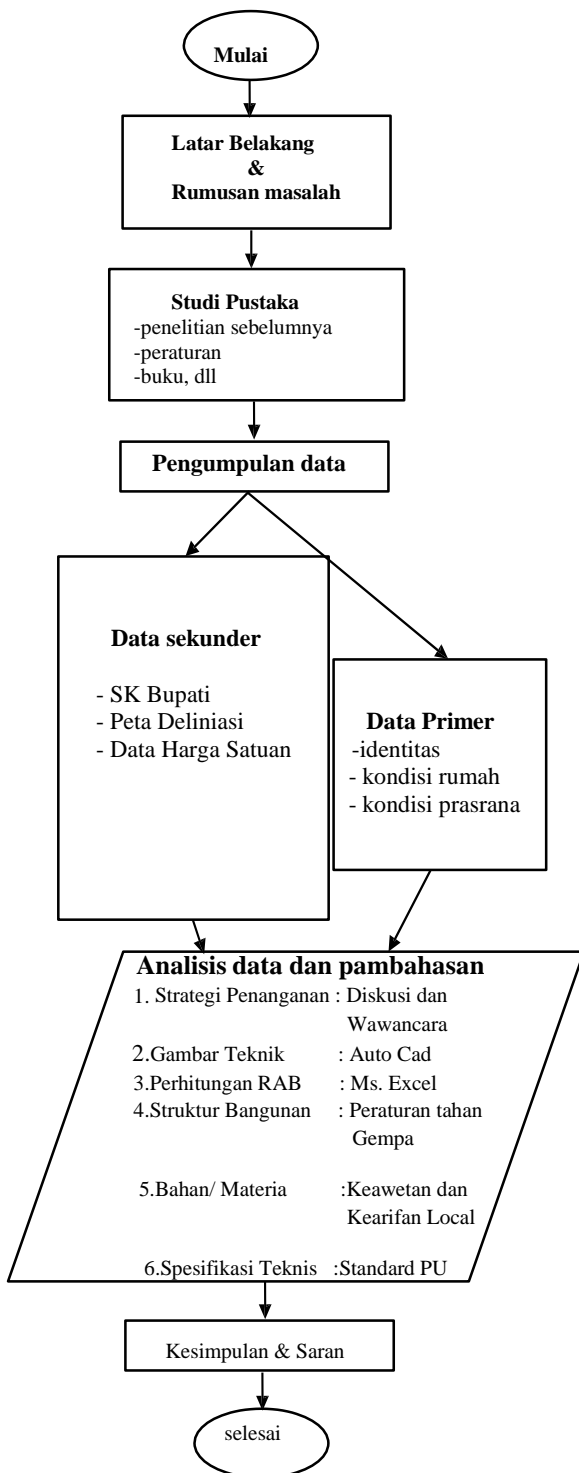 Mulai
Latar Belakang
&
Rumusan masalah
Studi Pustaka
-penelitian sebelumnya
-peraturan
-buku, dll
Pengumpulan data
Data sekunder
- SK Bupati
- Peta Deliniasi
- Data Harga Satuan
Data Primer
-identitas
- kondisi rumah
- kondisi prasrana
Analisis data dan pambahasan
1. Strategi Penanganan : Diskusi dan
Wawancara
2.Gambar Teknik : Auto Cad
3.Perhitungan RAB : Ms. Excel
4.Struktur Bangunan : Peraturan tahan
Gempa
5.Bahan/ Materia :Keawetan dan
Kearifan Local
6.Spesifikasi Teknis :Standard PU
Kesimpulan & Saran
selesai